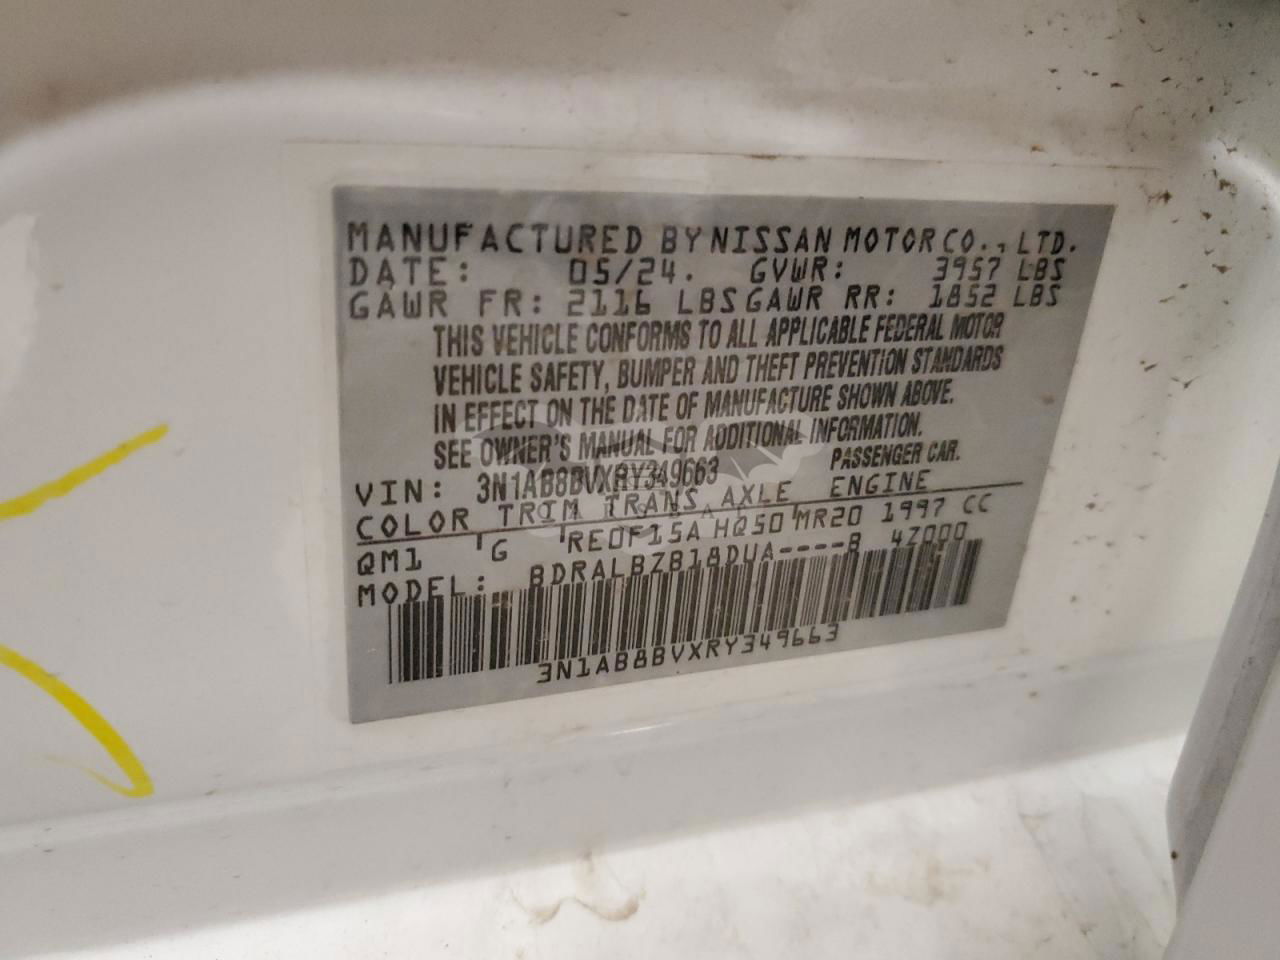 MANUFACTURED BY NISSAN MOTOR CO., LTD.
DATE: 05/24. GVWR: 3957 LBS
GAWR FR: 2116 LBS GAWR RR: 1852 LBS
THIS VEHICLE CONFORMS TO ALL APPLICABLE FEDERAL MOTOR
VEHICLE SAFETY, BUMPER AND THEFT PREVENTION STANDARDS
IN EFFECT ON THE DATE OF MANUFACTURE SHOWN ABOVE.
SEE OWNER'S MANUAL FOR ADDITIONAL INFORMATION.
VIN: 3N1AB8BVXRY349663 PASSENGER CAR.
COLOR TRIM TRANS AXLE ENGINE
QM1 'G 'RE0F15A HQ50 'MR20 1997 CC
MODEL: BDRALBZB18DUA----B 4Z000
3N1AB8BVXRY349663